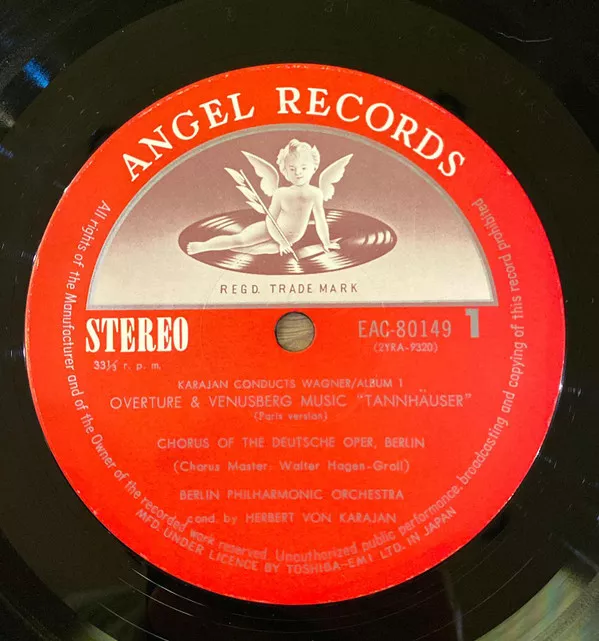 ANGEL RECORDS
REGD. TRADE MARK
STEREO
33⅓ r. p. m.
EAC-80149 1
(2YRA-9320)
KARAJAN CONDUCTS WAGNER/ALBUM 1
OVERTURE & VENUSBERG MUSIC "TANNHÄUSER"
(Paris version)
CHORUS OF THE DEUTSCHE OPER, BERLIN
(Chorus Master: Walter Hagen-Groll)
BERLIN PHILHARMONIC ORCHESTRA
cond. by HERBERT VON KARAJAN
All rights of the Manufacturer and of the Owner of the recorded work reserved. Unauthorized public performance, broadcasting and copying of this record prohibited
MFD. UNDER LICENCE BY TOSHIBA-EMI LTD. IN JAPAN